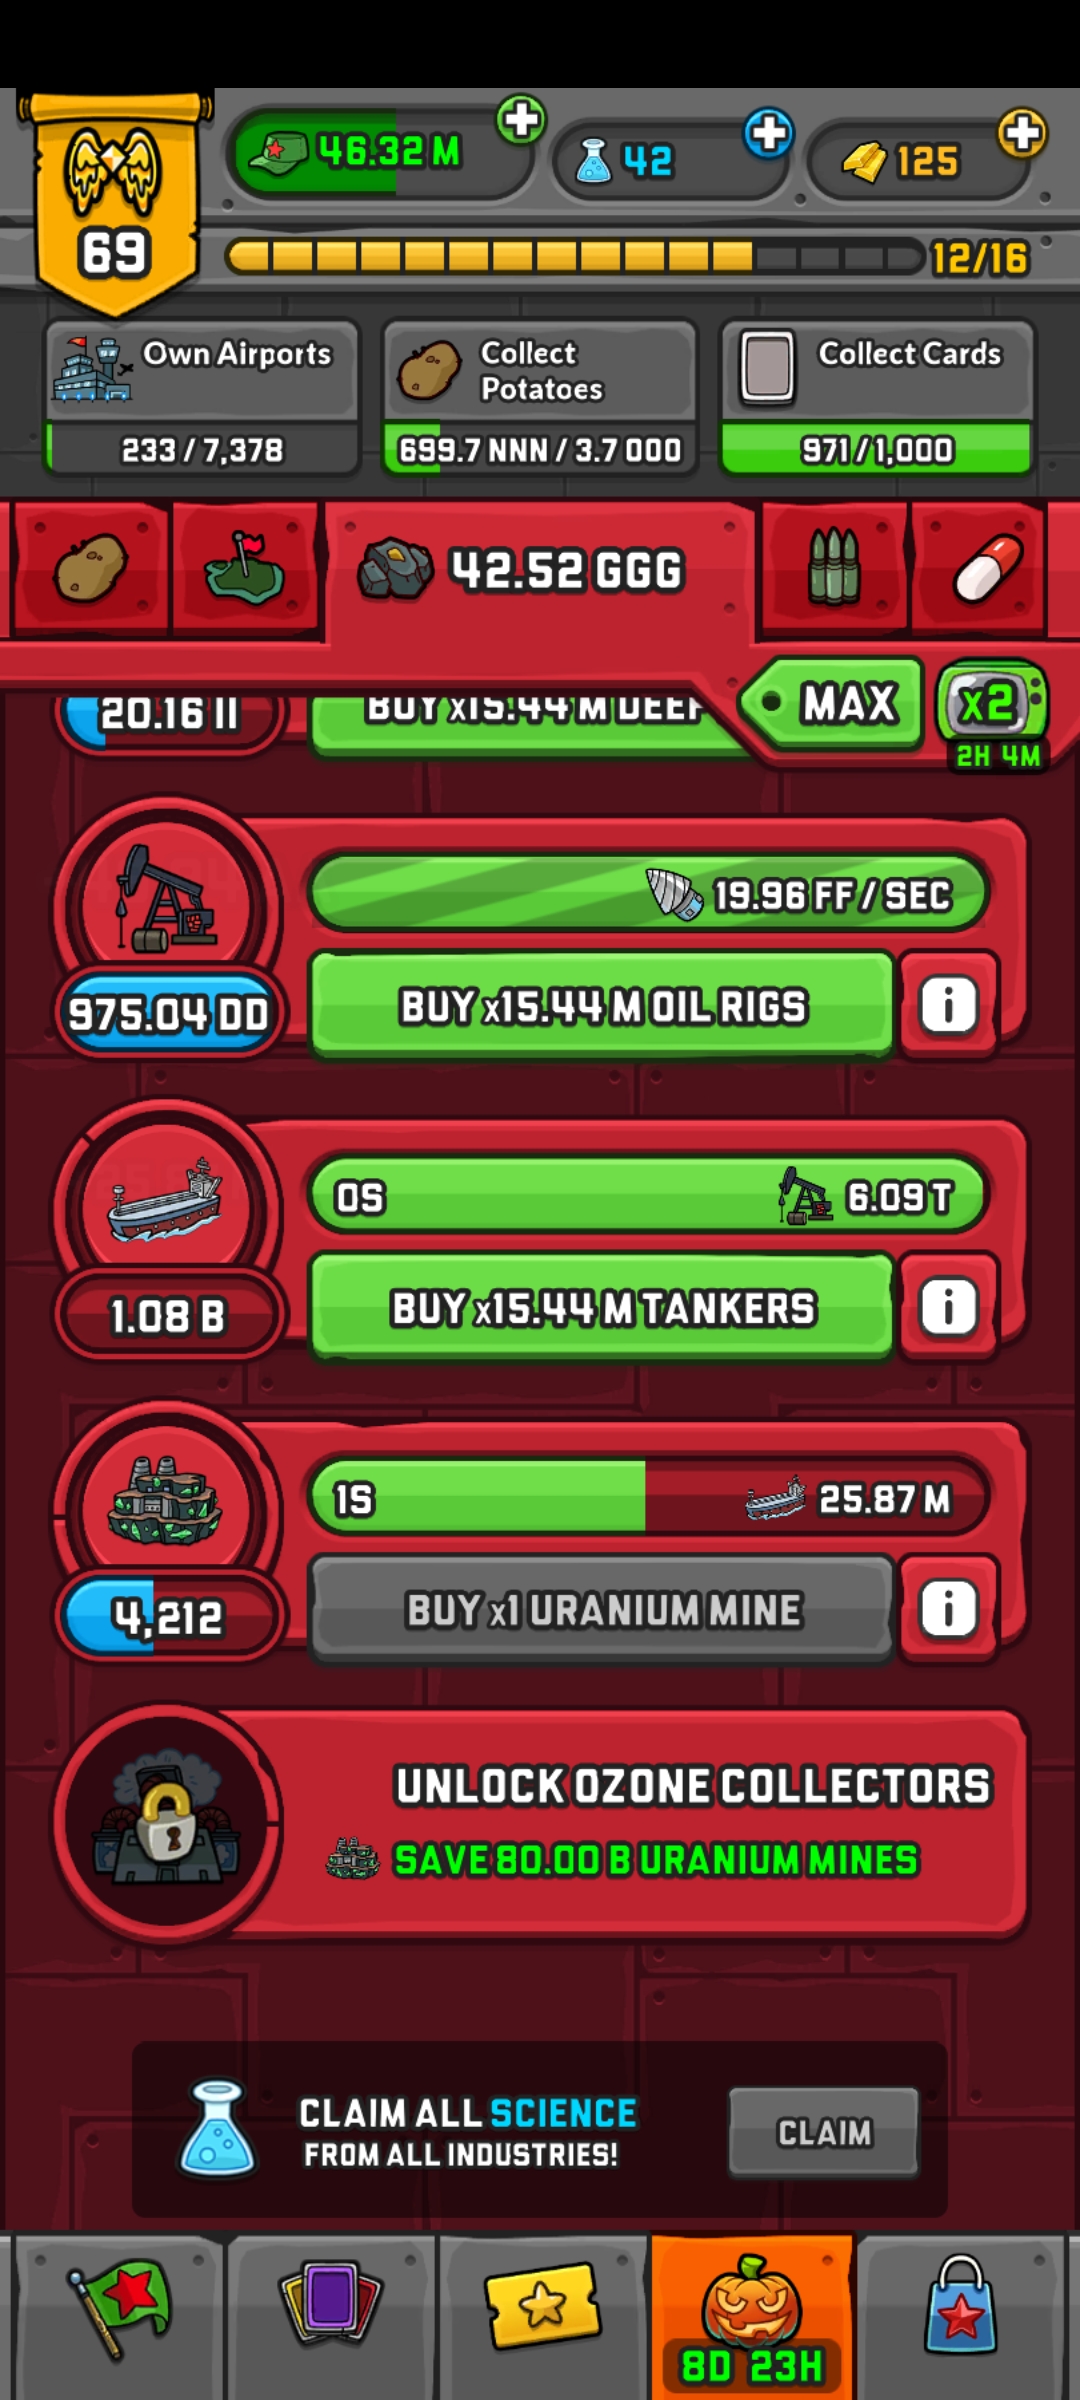 46.32 M
42
125
69
12/16
Own Airports
Collect
Potatoes
Collect Cards
233 / 7,378
699.7 NNN / 3.7 OOO
971 / 1,000
42.52 GGG
MAX
x2
2H 4M
20.16 II
BUY x15.44 M DEEP
19.96 FF / SEC
975.04 DD
BUY x15.44 M OIL RIGS
0S
6.09 T
1.08 B
BUY x15.44 M TANKERS
1S
25.87 M
4,212
BUY x1 URANIUM MINE
UNLOCK OZONE COLLECTORS
SAVE 80.00 B URANIUM MINES
CLAIM ALL SCIENCE
FROM ALL INDUSTRIES!
CLAIM
8D 23H